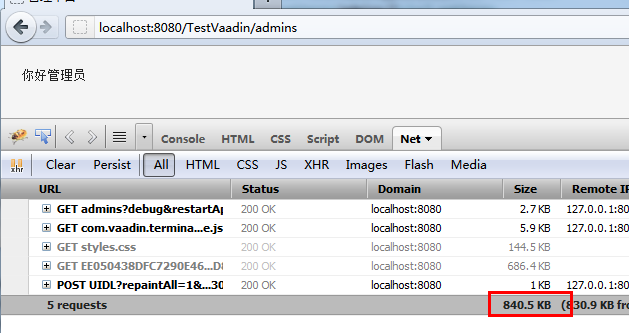 localhost:8080/TestVaadin/admins
你好管理员
Console HTML CSS Script DOM Net
xhr Clear Persist All HTML CSS JS XHR Images Flash Media
URL Status Domain Size Remote IP
GET admins?debug&restartAp 200 OK localhost:8080 2.7 KB 127.0.0.1:80
GET com.vaadin.termina...e.js 200 OK localhost:8080 5.9 KB 127.0.0.1:80
GET styles.css 200 OK localhost:8080 144.5 KB
GET EE050438DFC7290E46...D8 200 OK localhost:8080 686.4 KB
POST UIDL?repaintAll=1&...30 200 OK localhost:8080 1 KB 127.0.0.1:80
5 requests 840.5 KB (830.9 KB fro